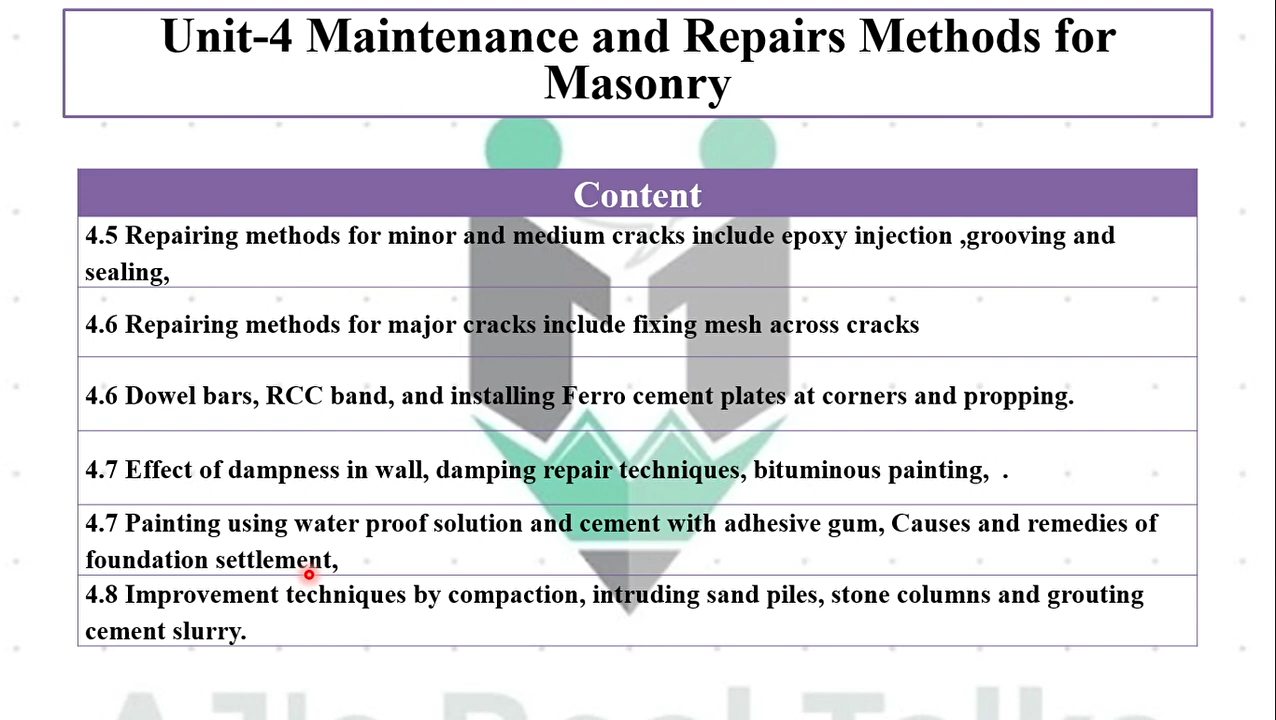 Unit-4 Maintenance and Repairs Methods for
Masonry
Content
4.5 Repairing methods for minor and medium cracks include epoxy injection ,grooving and
sealing,
4.6 Repairing methods for major cracks include fixing mesh across cracks
4.6 Dowel bars, RCC band, and installing Ferro cement plates at corners and propping.
4.7 Effect of dampness in wall, damping repair techniques, bituminous painting,  .
4.7 Painting using water proof solution and cement with adhesive gum, Causes and remedies of
foundation settlement,
4.8 Improvement techniques by compaction, intruding sand piles, stone columns and grouting
cement slurry.